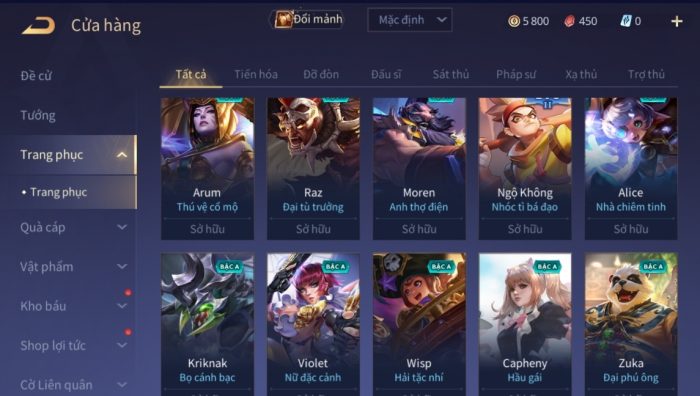 Cửa hàng
Đổi mảnh
Mặc định
5 800
450
0
Đề cử
Tướng
Trang phục
• Trang phục
Quà cáp
Vật phẩm
Kho báu
Shop lợi tức
Cờ Liên quân
Tất cả
Tiến hóa
Đỡ đòn
Đấu sĩ
Sát thủ
Pháp sư
Xạ thủ
Trợ thủ
Arum
Thú vệ cổ mộ
Sở hữu
Raz
Đại tù trưởng
Sở hữu
Moren
Anh thợ điện
Sở hữu
Ngộ Không
Nhóc tì bá đạo
Sở hữu
Alice
Nhà chiêm tinh
Sở hữu
BẬC A
Kriknak
Bọ cánh bạc
BẬC A
Violet
Nữ đặc cảnh
BẬC A
Wisp
Hải tặc nhí
BẬC A
Capheny
Hầu gái
BẬC A
Zuka
Đại phú ông